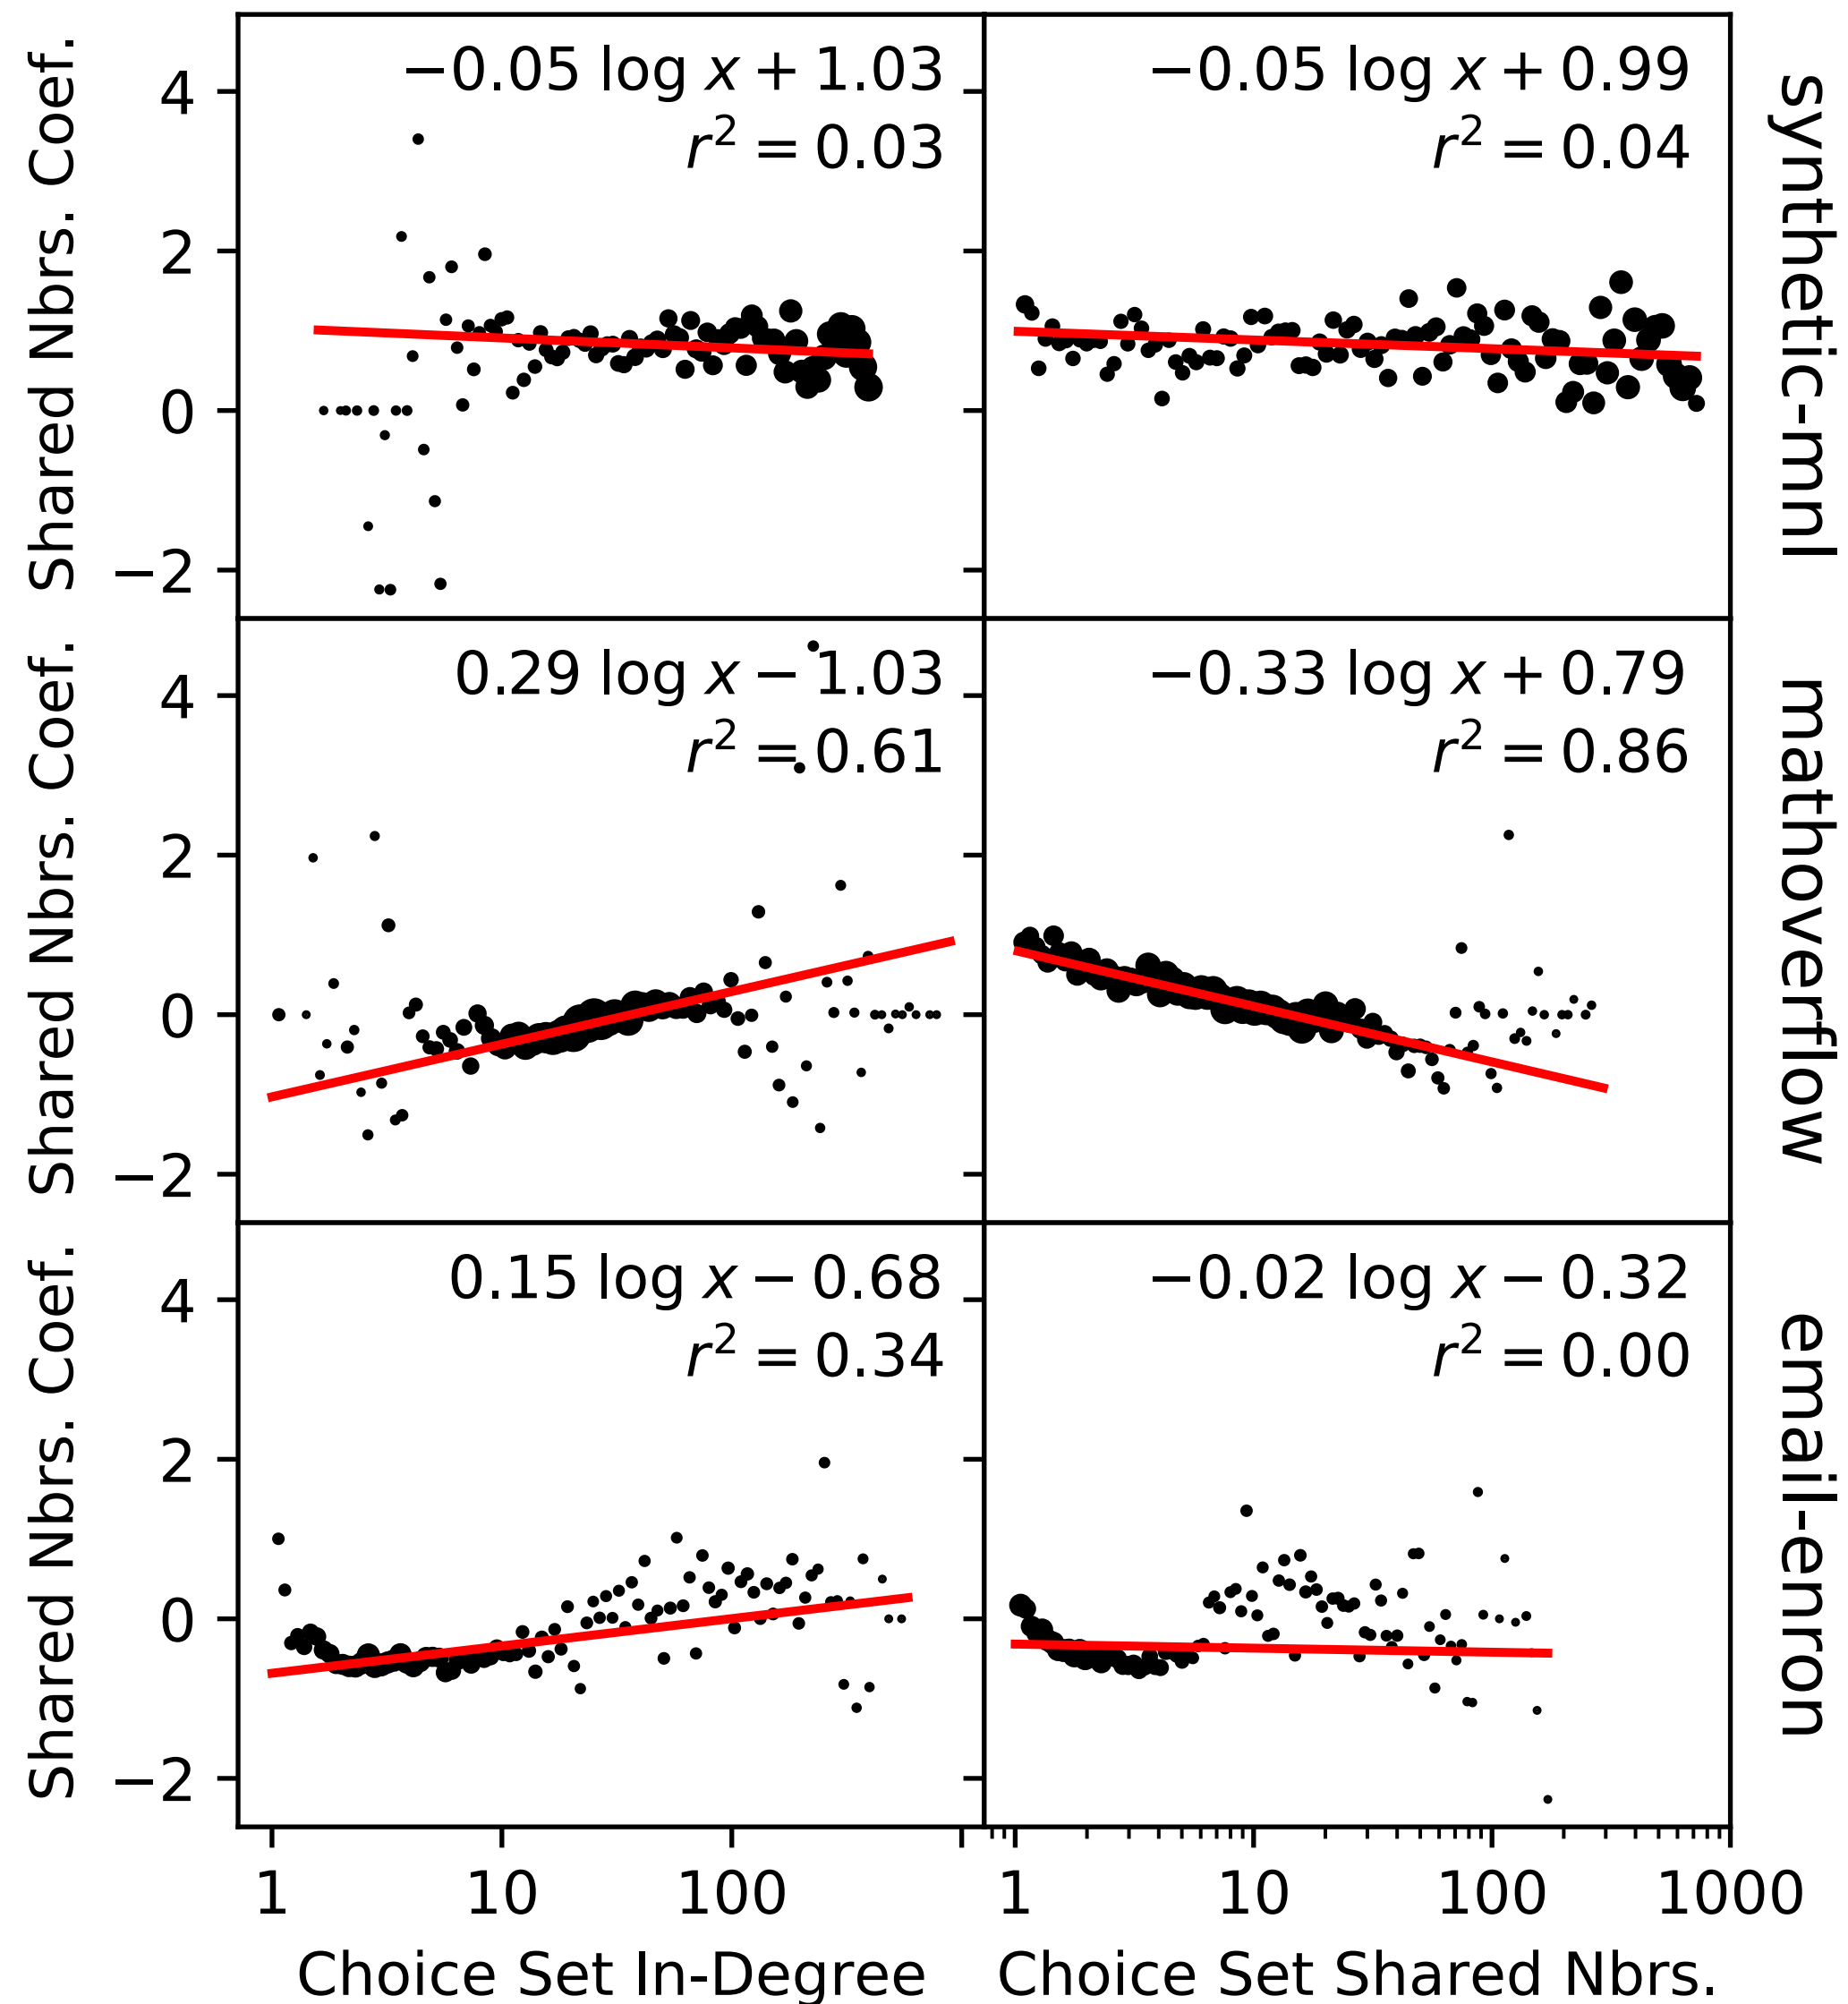 Shared Nbrs. Coef.
4
2
0
−2
−0.05 log x + 1.03
r² = 0.03
−0.05 log x + 0.99
r² = 0.04
synthetic-mnl
Shared Nbrs. Coef.
4
2
0
−2
0.29 log x − 1.03
r² = 0.61
−0.33 log x + 0.79
r² = 0.86
mathoverflow
Shared Nbrs. Coef.
4
2
0
−2
0.15 log x − 0.68
r² = 0.34
−0.02 log x − 0.32
r² = 0.00
email-enron
1 10 100
1 10 100 1000
Choice Set In-Degree
Choice Set Shared Nbrs.